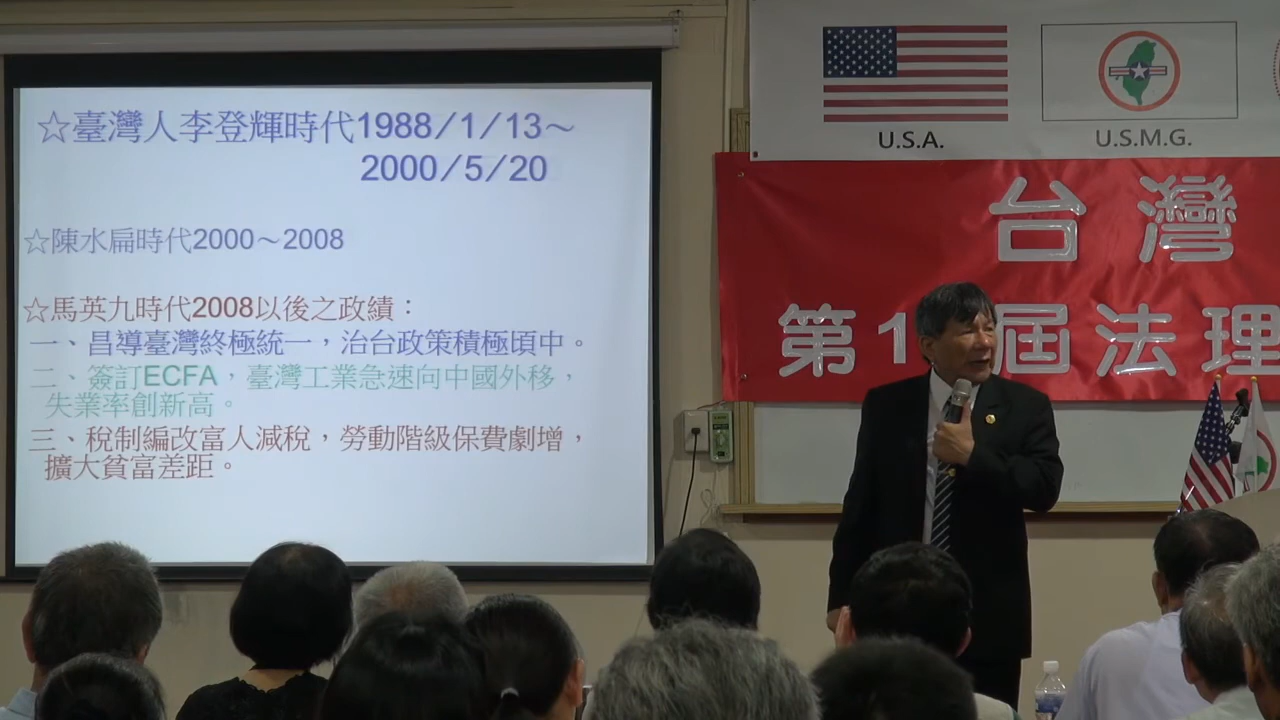 ☆臺灣人李登輝時代1988/1/13~
2000/5/20
☆陳水扁時代2000~2008
☆馬英九時代2008以後之政績：
一、昌導臺灣終極統一，治台政策積極頃中。
二、簽訂ECFA，臺灣工業急速向中國外移，
失業率創新高。
三、稅制編改富人減稅，勞動階級保費劇增，
擴大貧富差距。
U.S.A.
U.S.M.G.
台灣
第1 屆法理